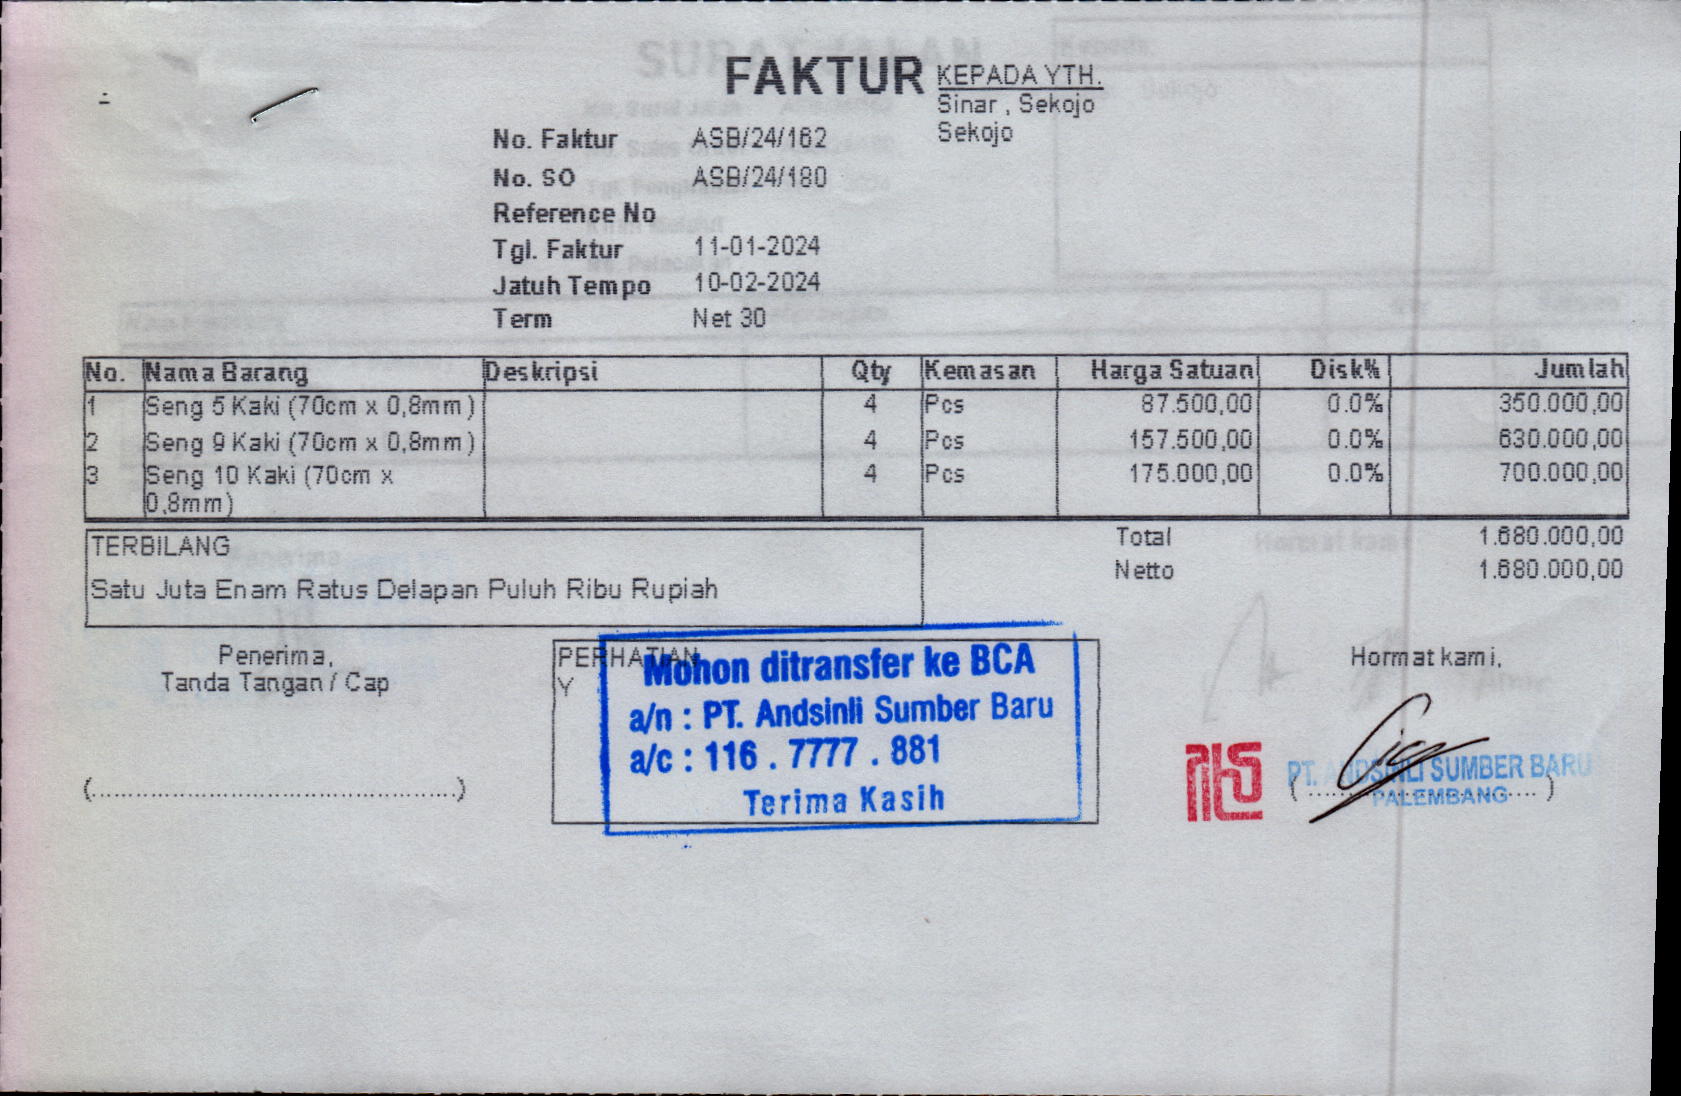 FAKTUR
KEPADA YTH.
Sinar , Sekojo
Sekojo
No. Faktur ASB/24/162
No. SO ASB/24/180
Reference No
Tgl. Faktur 11-01-2024
Jatuh Tempo 10-02-2024
Term Net 30
No. Nama Barang Deskripsi Qty Kemasan Harga Satuan Disk% Jumlah
1 Seng 5 Kaki (70cm x 0,8mm) 4 Pcs 87.500,00 0.0% 350.000,00
2 Seng 9 Kaki (70cm x 0,8mm) 4 Pcs 157.500,00 0.0% 630.000,00
3 Seng 10 Kaki (70cm x 4 Pcs 175.000,00 0.0% 700.000,00
0,8mm)
TERBILANG
Satu Juta Enam Ratus Delapan Puluh Ribu Rupiah
Total 1.680.000,00
Netto 1.680.000,00
Penerima,
Tanda Tangan / Cap
(..........................................)
PERHATIAN
Y
Mohon ditransfer ke BCA
a/n : PT. Andsinli Sumber Baru
a/c : 116 . 7777 . 881
Terima Kasih
Hormat kami,
PT. ANDSINLI SUMBER BARU
PALEMBANG